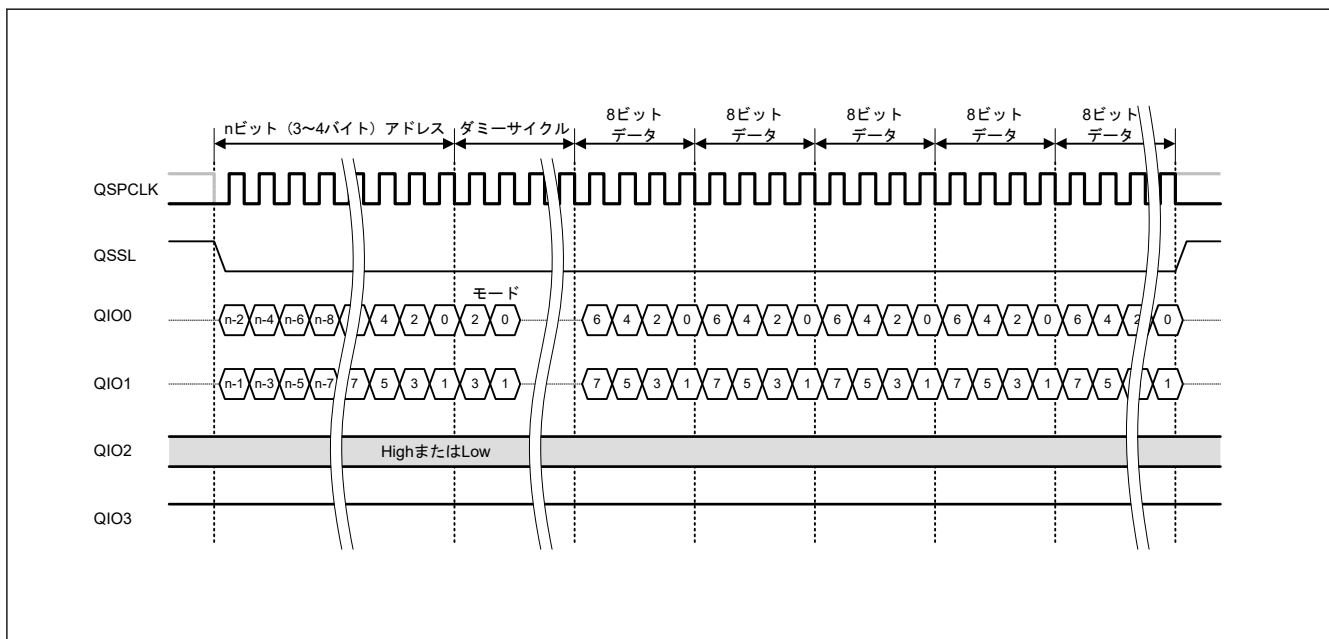 8ビット 8ビット 8ビット 8ビット 8ビット
nビット（3～4バイト）アドレス ダミーサイクル データ データ データ データ データ
QSPCLK
QSSL
モード
QIO0 n-2 n-4 n-6 n-8 4 2 0 2 0 6 4 2 0 6 4 2 0 6 4 2 0 6 4 2 0 6 4 2 0
QIO1 n-1 n-3 n-5 n-7 7 5 3 1 3 1 7 5 3 1 7 5 3 1 7 5 3 1 7 5 3 1 7 5 1
QIO2 HighまたはLow
QIO3